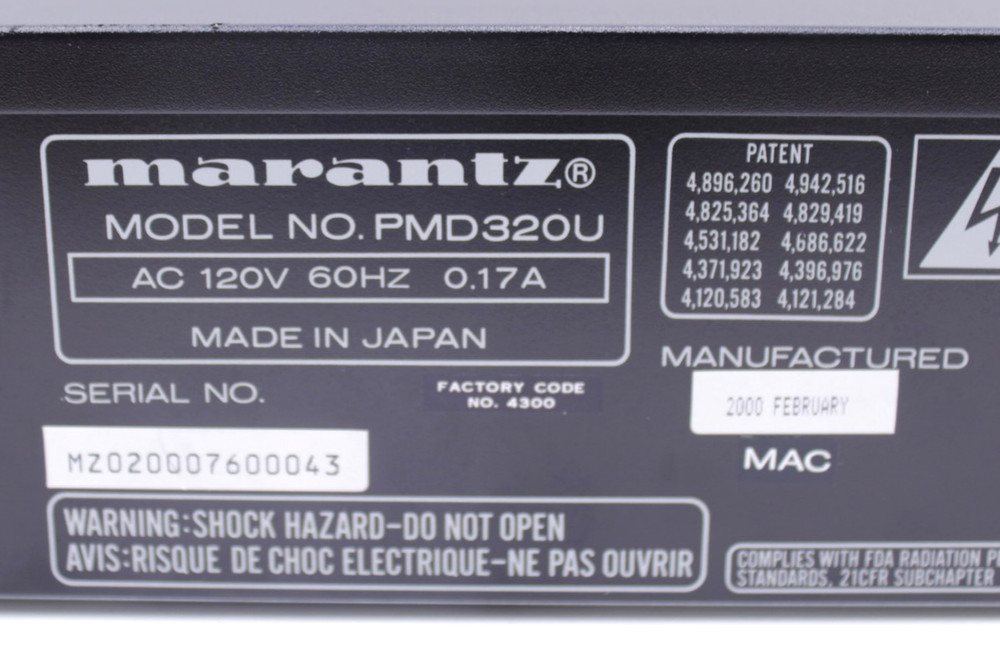 marantz®
MODEL NO. PMD320U
AC 120V 60HZ 0.17A
MADE IN JAPAN
SERIAL NO.
FACTORY CODE
NO. 4300
MZ020007600043
WARNING:SHOCK HAZARD-DO NOT OPEN
AVIS:RISQUE DE CHOC ELECTRIQUE-NE PAS OUVRIR
PATENT
4,896,260 4,942,516
4,825,364 4,829,419
4,531,182 4,686,622
4,371,923 4,396,976
4,120,583 4,121,284
MANUFACTURED
2000 FEBRUARY
MAC
COMPLIES WITH FDA RADIATION
STANDARDS, 21CFR SUBCHAPTER